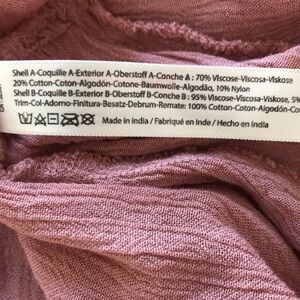 Shell A-Coquille A-Exterior A-Oberstoff A-Conche A : 70% Viscose-Viscosa-Viskose
20% Cotton-Coton-Algodón-Cotone-Baumwolle-Algodão, 10% Nylon
Shell B-Coquille B-Exterior B-Oberstoff B-Conche B : 95% Viscose-Viscosa-Viskose, 5%
Trim-Col-Adorno-Finitura-Besatz-Debrum-Remate: 100% Cotton-Coton-Algodón-Cotone
Made in India / Fabriqué en Inde / Hecho en India